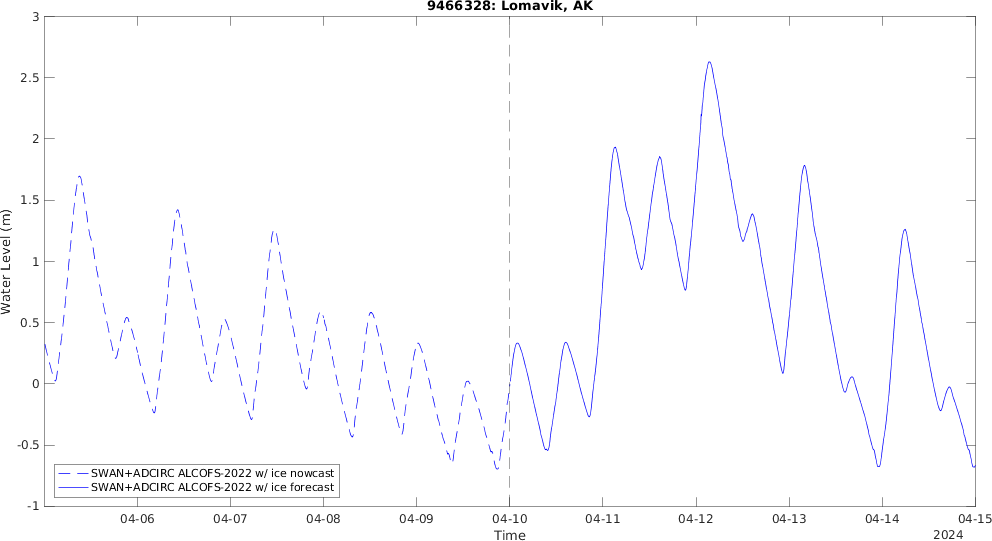 9466328: Lomavik, AK
Water Level (m)
3
2.5
2
1.5
1
0.5
0
-0.5
-1
SWAN+ADCIRC ALCOFS-2022 w/ ice nowcast
SWAN+ADCIRC ALCOFS-2022 w/ ice forecast
04-06 04-07 04-08 04-09 04-10 04-11 04-12 04-13 04-14 04-15
Time
2024